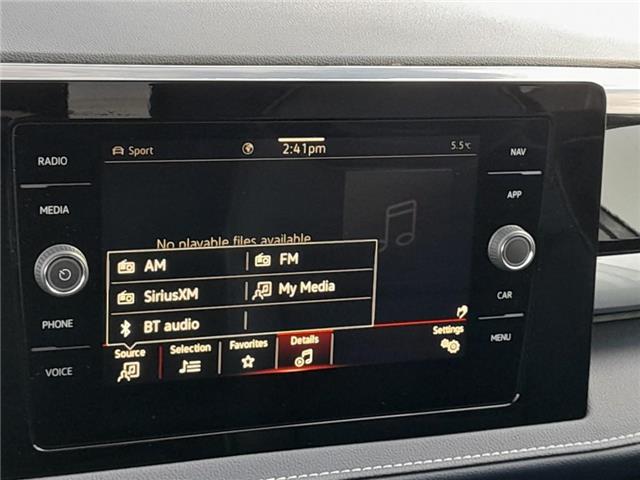 RADIO
MEDIA
PHONE
VOICE
Sport
2:41pm
5.5°C
No playable files available
AM
FM
SiriusXM
My Media
BT audio
Source
Selection
Favorites
Details
Settings
NAV
APP
CAR
MENU